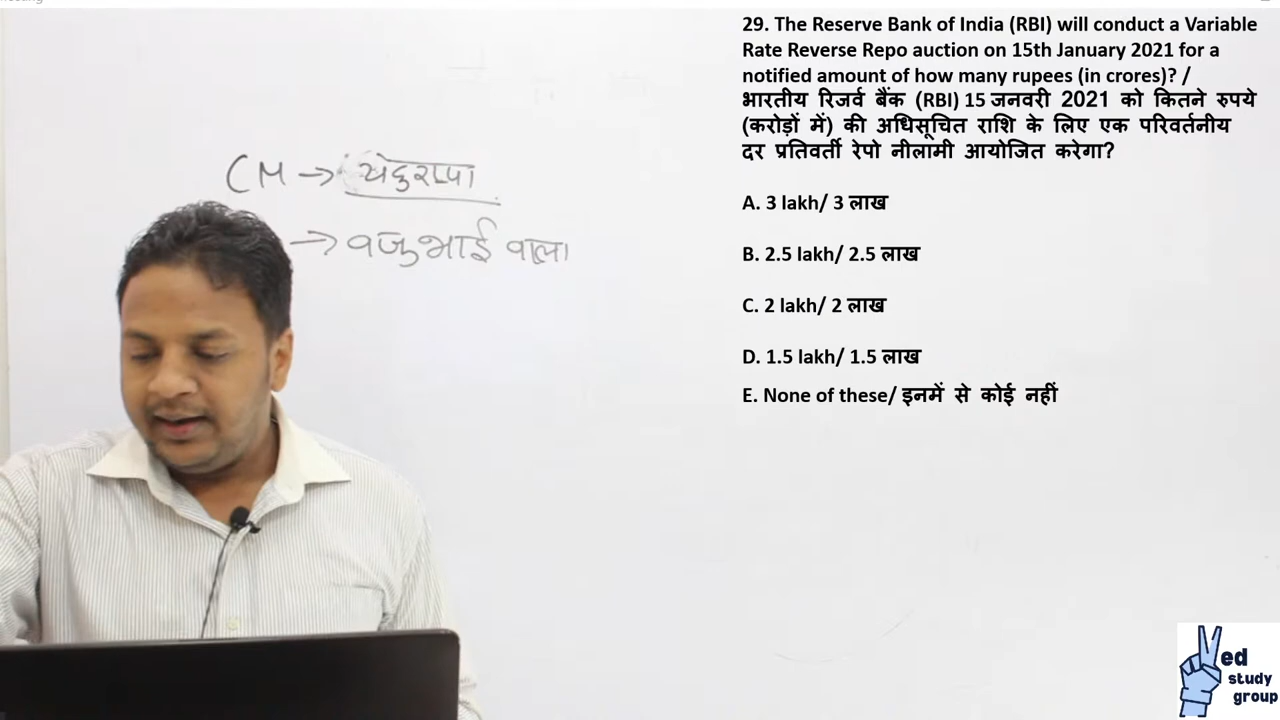 CM → येदुरप्पा
→ वजुभाई वाला
29. The Reserve Bank of India (RBI) will conduct a Variable
Rate Reverse Repo auction on 15th January 2021 for a
notified amount of how many rupees (in crores)? /
भारतीय रिजर्व बैंक (RBI) 15 जनवरी 2021 को कितने रुपये
(करोड़ों में) की अधिसूचित राशि के लिए एक परिवर्तनीय
दर प्रतिवर्ती रेपो नीलामी आयोजित करेगा?
A. 3 lakh/ 3 लाख
B. 2.5 lakh/ 2.5 लाख
C. 2 lakh/ 2 लाख
D. 1.5 lakh/ 1.5 लाख
E. None of these/ इनमें से कोई नहीं
Ved
study
group